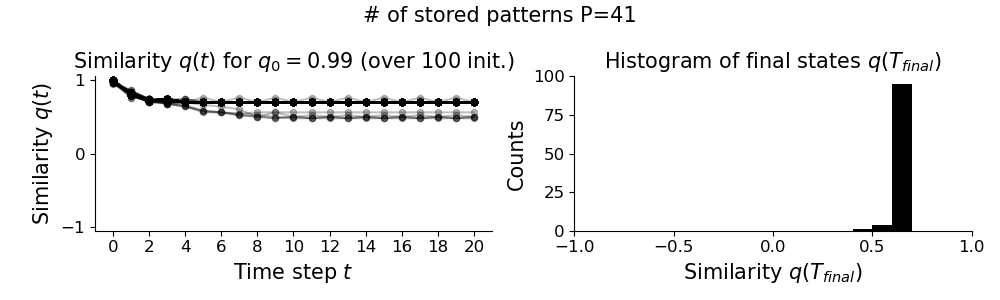 # of stored patterns P=41
Similarity q(t) for q₀ = 0.99 (over 100 init.)
Similarity q(t)
1
0
−1
0 2 4 6 8 10 12 14 16 18 20
Time step t
Histogram of final states q(T_final)
Counts
100
75
50
25
0
−1.0 −0.5 0.0 0.5 1.0
Similarity q(T_final)